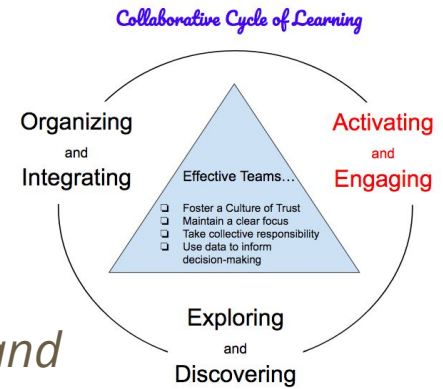 Collaborative Cycle of Learning
Organizing
and
Integrating
Activating
and
Engaging
Effective Teams...
❏ Foster a Culture of Trust
❏ Maintain a clear focus
❏ Take collective responsibility
❏ Use data to inform
decision-making
Exploring
and
Discovering
and